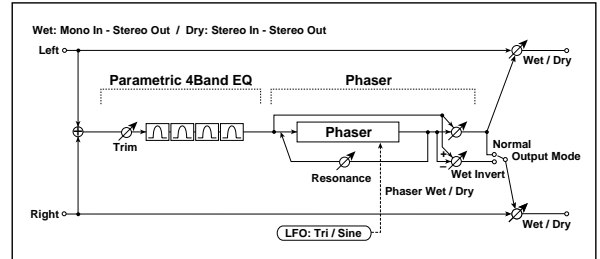 Wet: Mono In - Stereo Out / Dry: Stereo In - Stereo Out
Left
Wet / Dry
Parametric 4Band EQ
Phaser
Phaser
Normal
Output Mode
Trim
+
−
Wet Invert
Resonance
Phaser Wet / Dry
Right
Wet / Dry
LFO: Tri / Sine